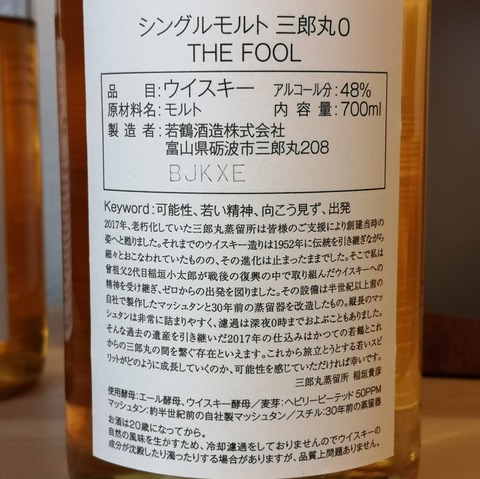 シングルモルト 三郎丸0
THE FOOL
品目:ウイスキー アルコール分:48%
原材料名:モルト 内容量:700ml
製造者:若鶴酒造株式会社
富山県砺波市三郎丸208
BJKXE
Keyword:可能性、若い精神、向こう見ず、出発
2017年、老朽化していた三郎丸蒸留所は皆様のご支援により創建当時の
姿へと甦りました。それまでのウイスキー造りは1952年に伝統を引き継ぎながら
細々とおこなわれていたものの、その進化は止まったままでした。そこで私は
曾祖父2代目稲垣小太郎が戦後の復興の中で取り組んだウイスキーへの
精神を受け継ぎ、ゼロからの出発を図りました。その設備は半世紀以上前の
自社で製作したマッシュタンと30年前の蒸留器を改造したもの。縦長のマッ
シュタンは非常に詰まりやすく、濾過は深夜0時までおよぶこともありました。
そんな過去の遺産を引き継いだ2017年の仕込みはかつての若鶴とこれ
からの三郎丸の間を繋ぐ存在といえます。これから旅立とうとする若いスピ
リットがどのように成長していくのか、可能性を感じていただければ幸いです。
三郎丸蒸留所 稲垣貴彦
使用酵母:エール酵母、ウイスキー酵母/麦芽:ヘビリーピーテッド 50PPM
マッシュタン:約半世紀前の自社製マッシュタン/スチル:30年前の蒸留器
お酒は20歳になってから。
自然の風味を生かすため、冷却濾過をしておりませんのでウイスキーの
成分が沈殿したり濁ったりする場合がありますが、品質上問題ありません。